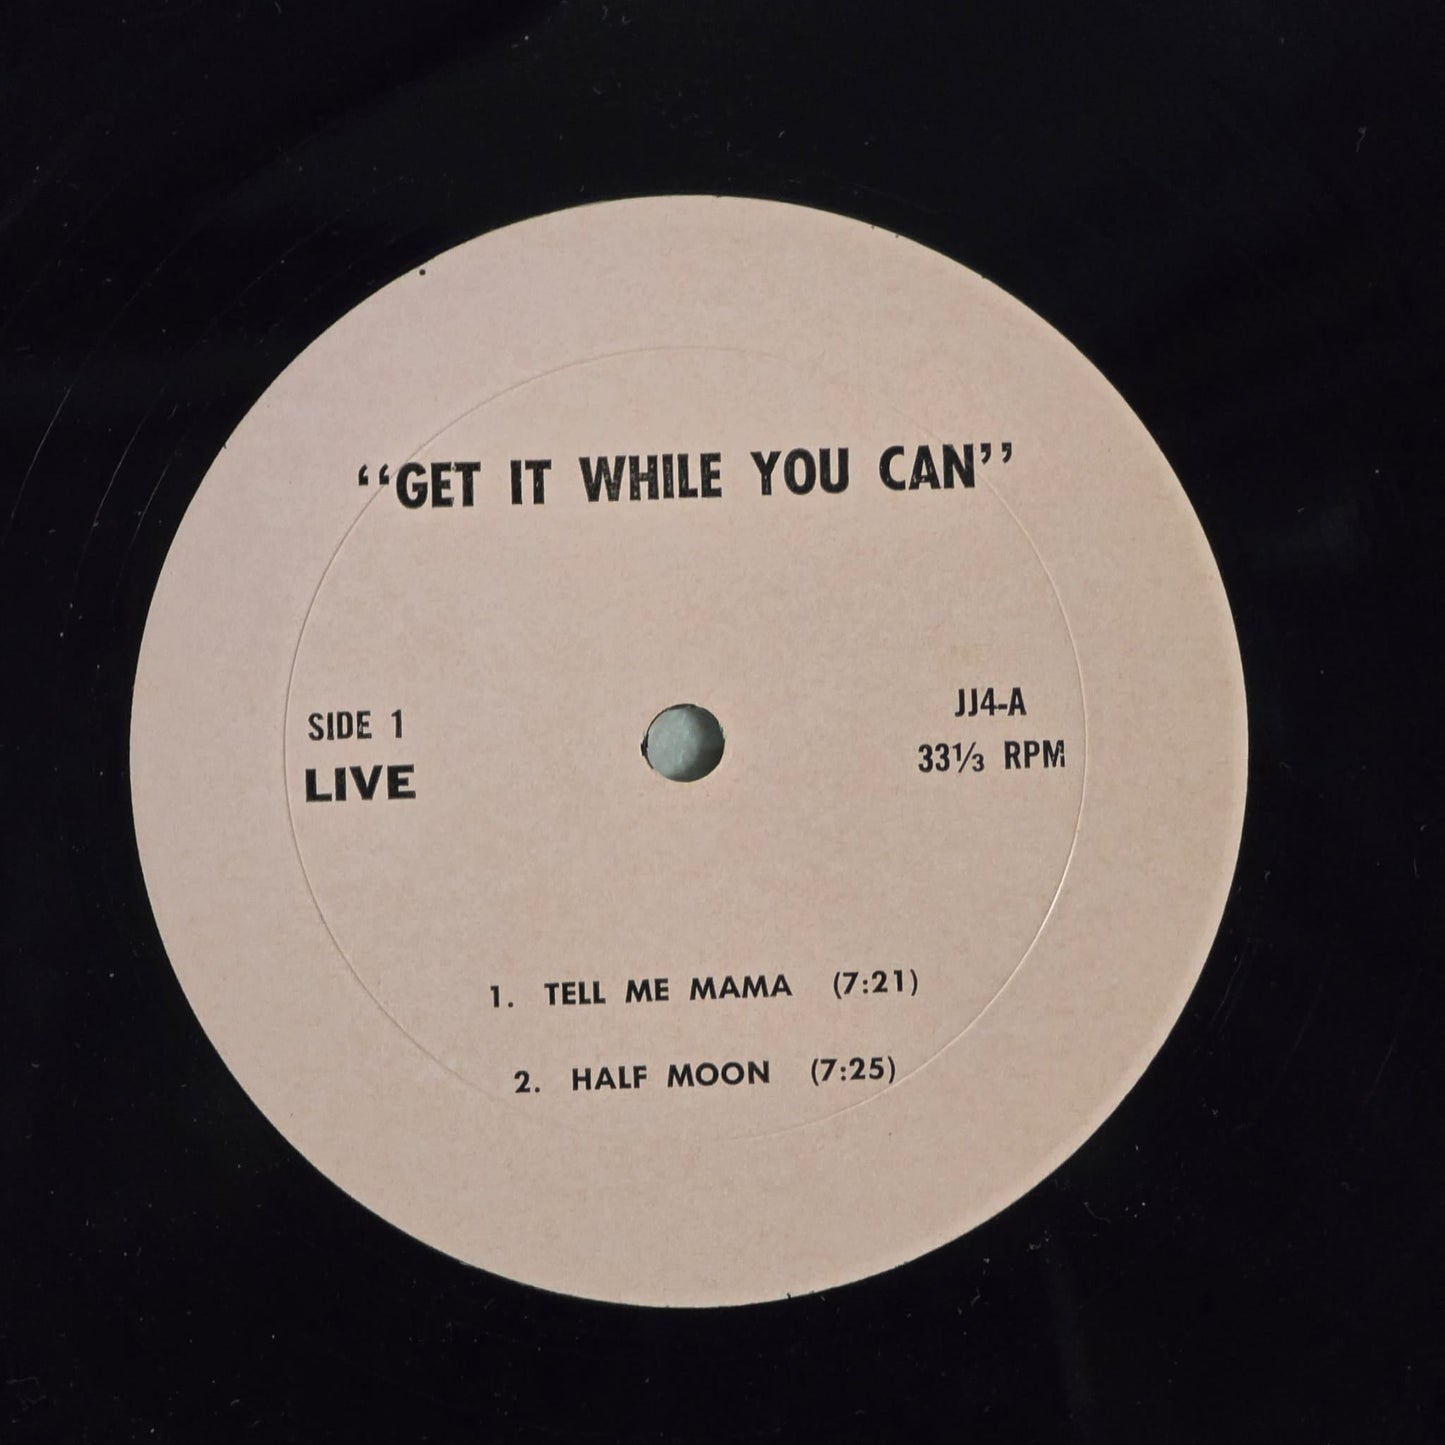 ‘‘GET IT WHILE YOU CAN’’
SIDE 1
LIVE
JJ4-A
33⅓ RPM
1. TELL ME MAMA (7:21)
2. HALF MOON (7:25)